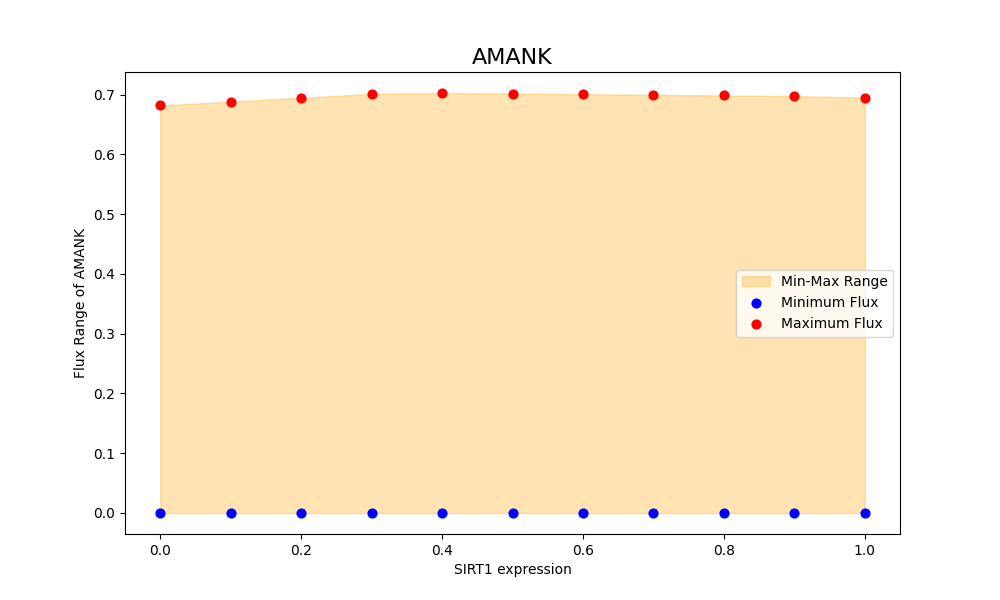 AMANK
Flux Range of AMANK
0.7
0.6
0.5
0.4
0.3
0.2
0.1
0.0
Min-Max Range
Minimum Flux
Maximum Flux
0.0 0.2 0.4 0.6 0.8 1.0
SIRT1 expression